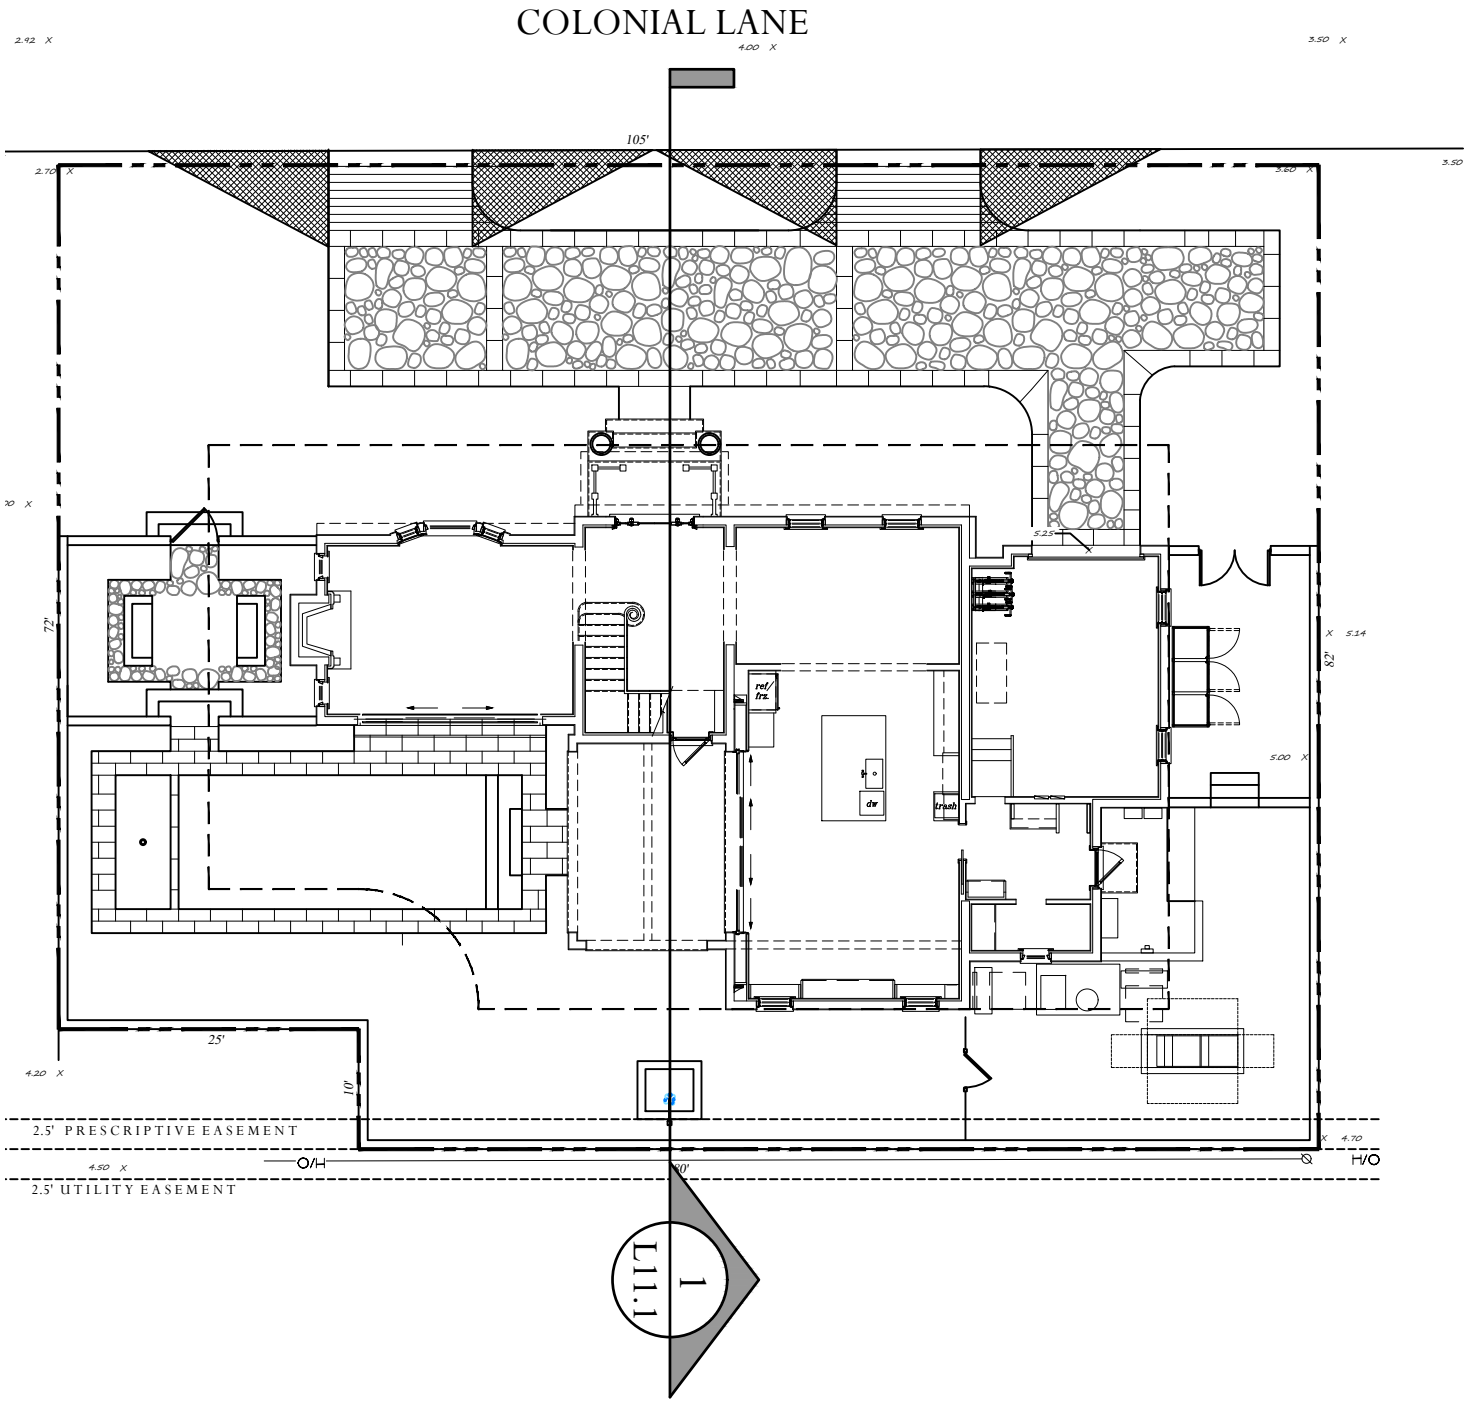 COLONIAL LANE
2.92 X
4.00 X
3.50 X
105'
2.70 X
3.60 X
3.50
X
5.25
X
72'
X 5.14
82'
ref/
frz.
5.00 X
dw
trash
25'
4.20 X
10'
2.5' PRESCRIPTIVE EASEMENT
X 4.70
4.50 X
O/H
O/H
2.5' UTILITY EASEMENT
1
L11.1